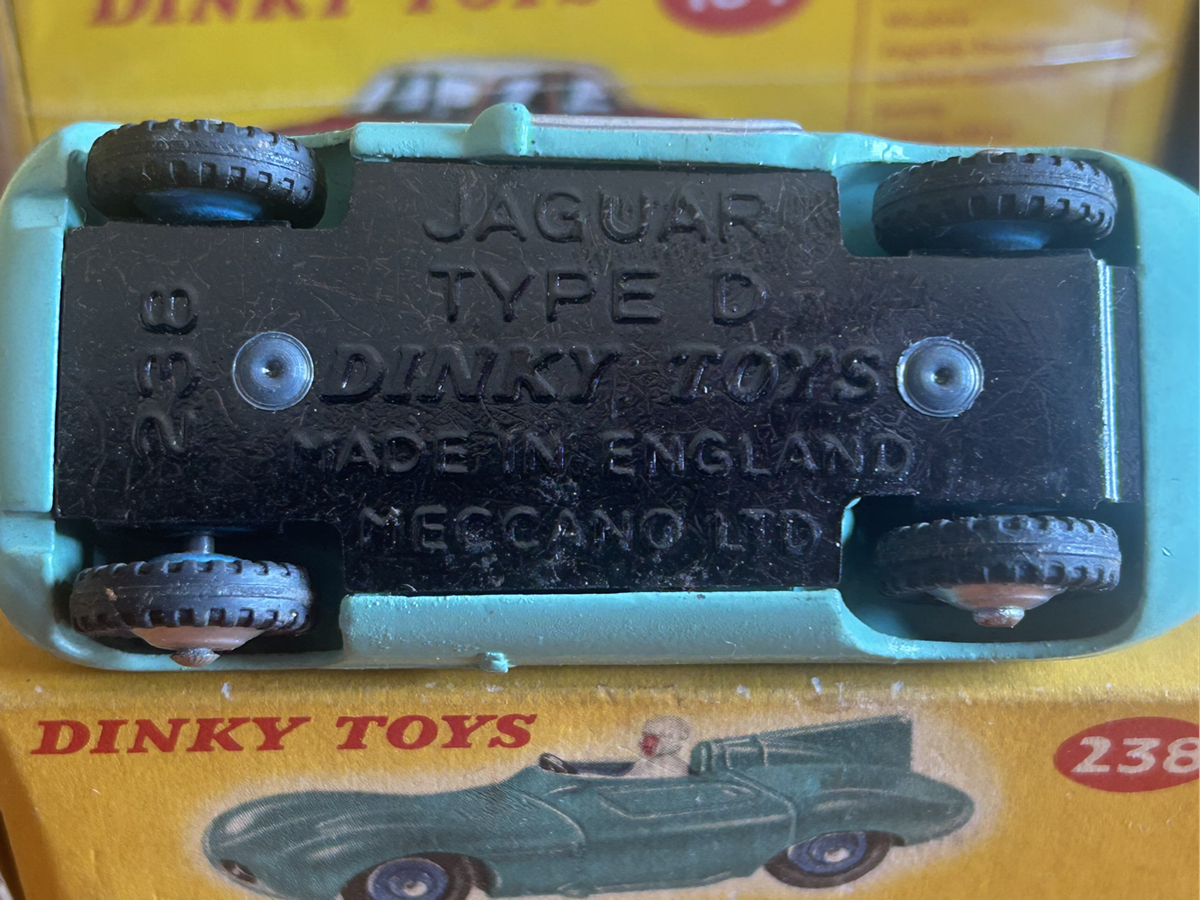 DINKY TOYS
JAGUAR
TYPE D
238
DINKY TOYS
MADE IN ENGLAND
MECCANO LTD
DINKY TOYS
238